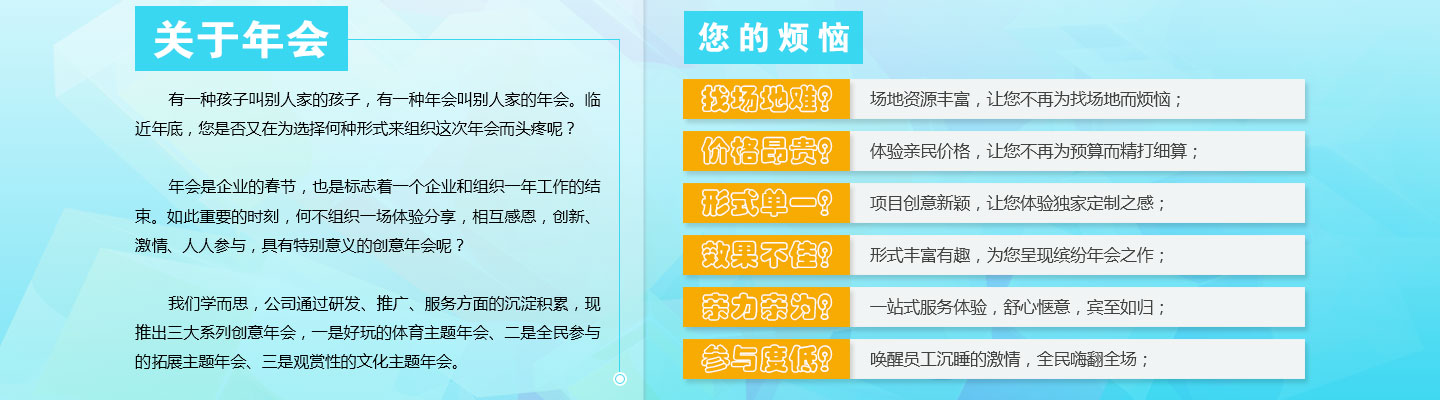 关于年会
有一种孩子叫别人家的孩子，有一种年会叫别人家的年会。临
近年底，您是否又在为选择何种形式来组织这次年会而头疼呢？
年会是企业的春节，也是标志着一个企业和组织一年工作的结
束。如此重要的时刻，何不组织一场体验分享，相互感恩，创新、
激情、人人参与，具有特别意义的创意年会呢？
我们学而思，公司通过研发、推广、服务方面的沉淀积累，现
推出三大系列创意年会，一是好玩的体育主题年会、二是全民参与
的拓展主题年会、三是观赏性的文化主题年会。
您的烦恼
找场地难？ 场地资源丰富，让您不再为找场地而烦恼；
价格昂贵？ 体验亲民价格，让您不再为预算而精打细算；
形式单一？ 项目创意新颖，让您体验独家定制之感；
效果不佳？ 形式丰富有趣，为您呈现缤纷年会之作；
亲力亲为？ 一站式服务体验，舒心惬意，宾至如归；
参与度低？ 唤醒员工沉睡的激情，全民嗨翻全场；